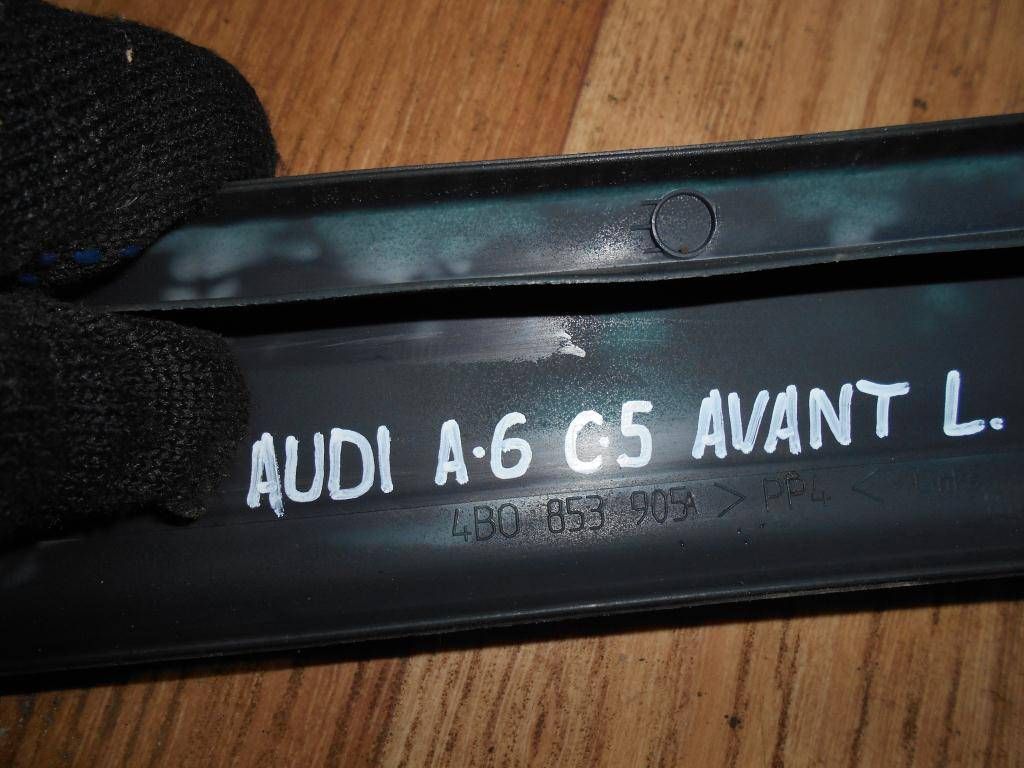 AUDI A·6 C·5 AVANT L.
4B0 853 905A >PP4<